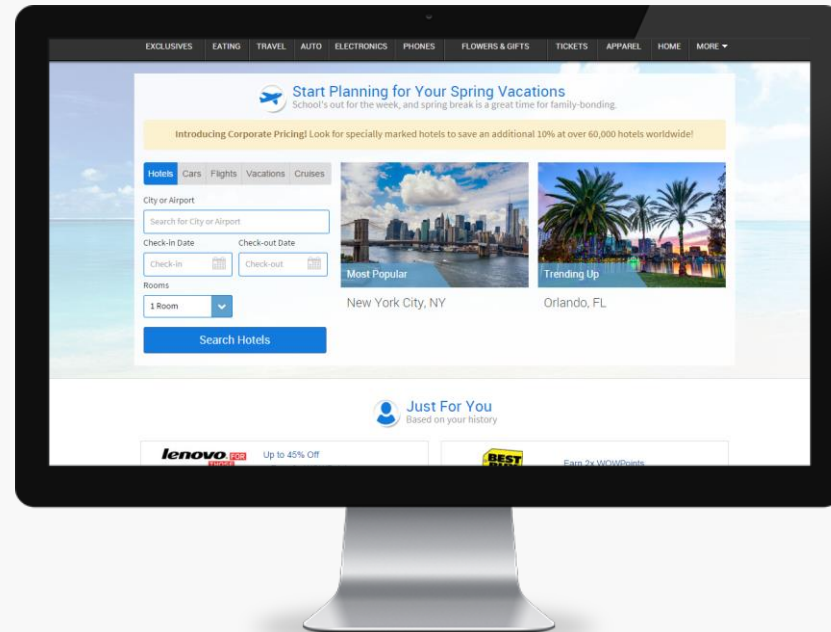 EXCLUSIVES EATING TRAVEL AUTO ELECTRONICS PHONES FLOWERS & GIFTS TICKETS APPAREL HOME MORE
Start Planning for Your Spring Vacations
School's out for the week, and spring break is a great time for family-bonding.
Introducing Corporate Pricing! Look for specially marked hotels to save an additional 10% at over 60,000 hotels worldwide!
Hotels Cars Flights Vacations Cruises
City or Airport
Search for City or Airport
Check-in Date Check-out Date
Check-in Check-out
Rooms
1 Room
Search Hotels
Most Popular
New York City, NY
Trending Up
Orlando, FL
Just For You
Based on your history
lenovo FOR
THOSE
Up to 45% Off
BEST
Earn 2x WOWPoints